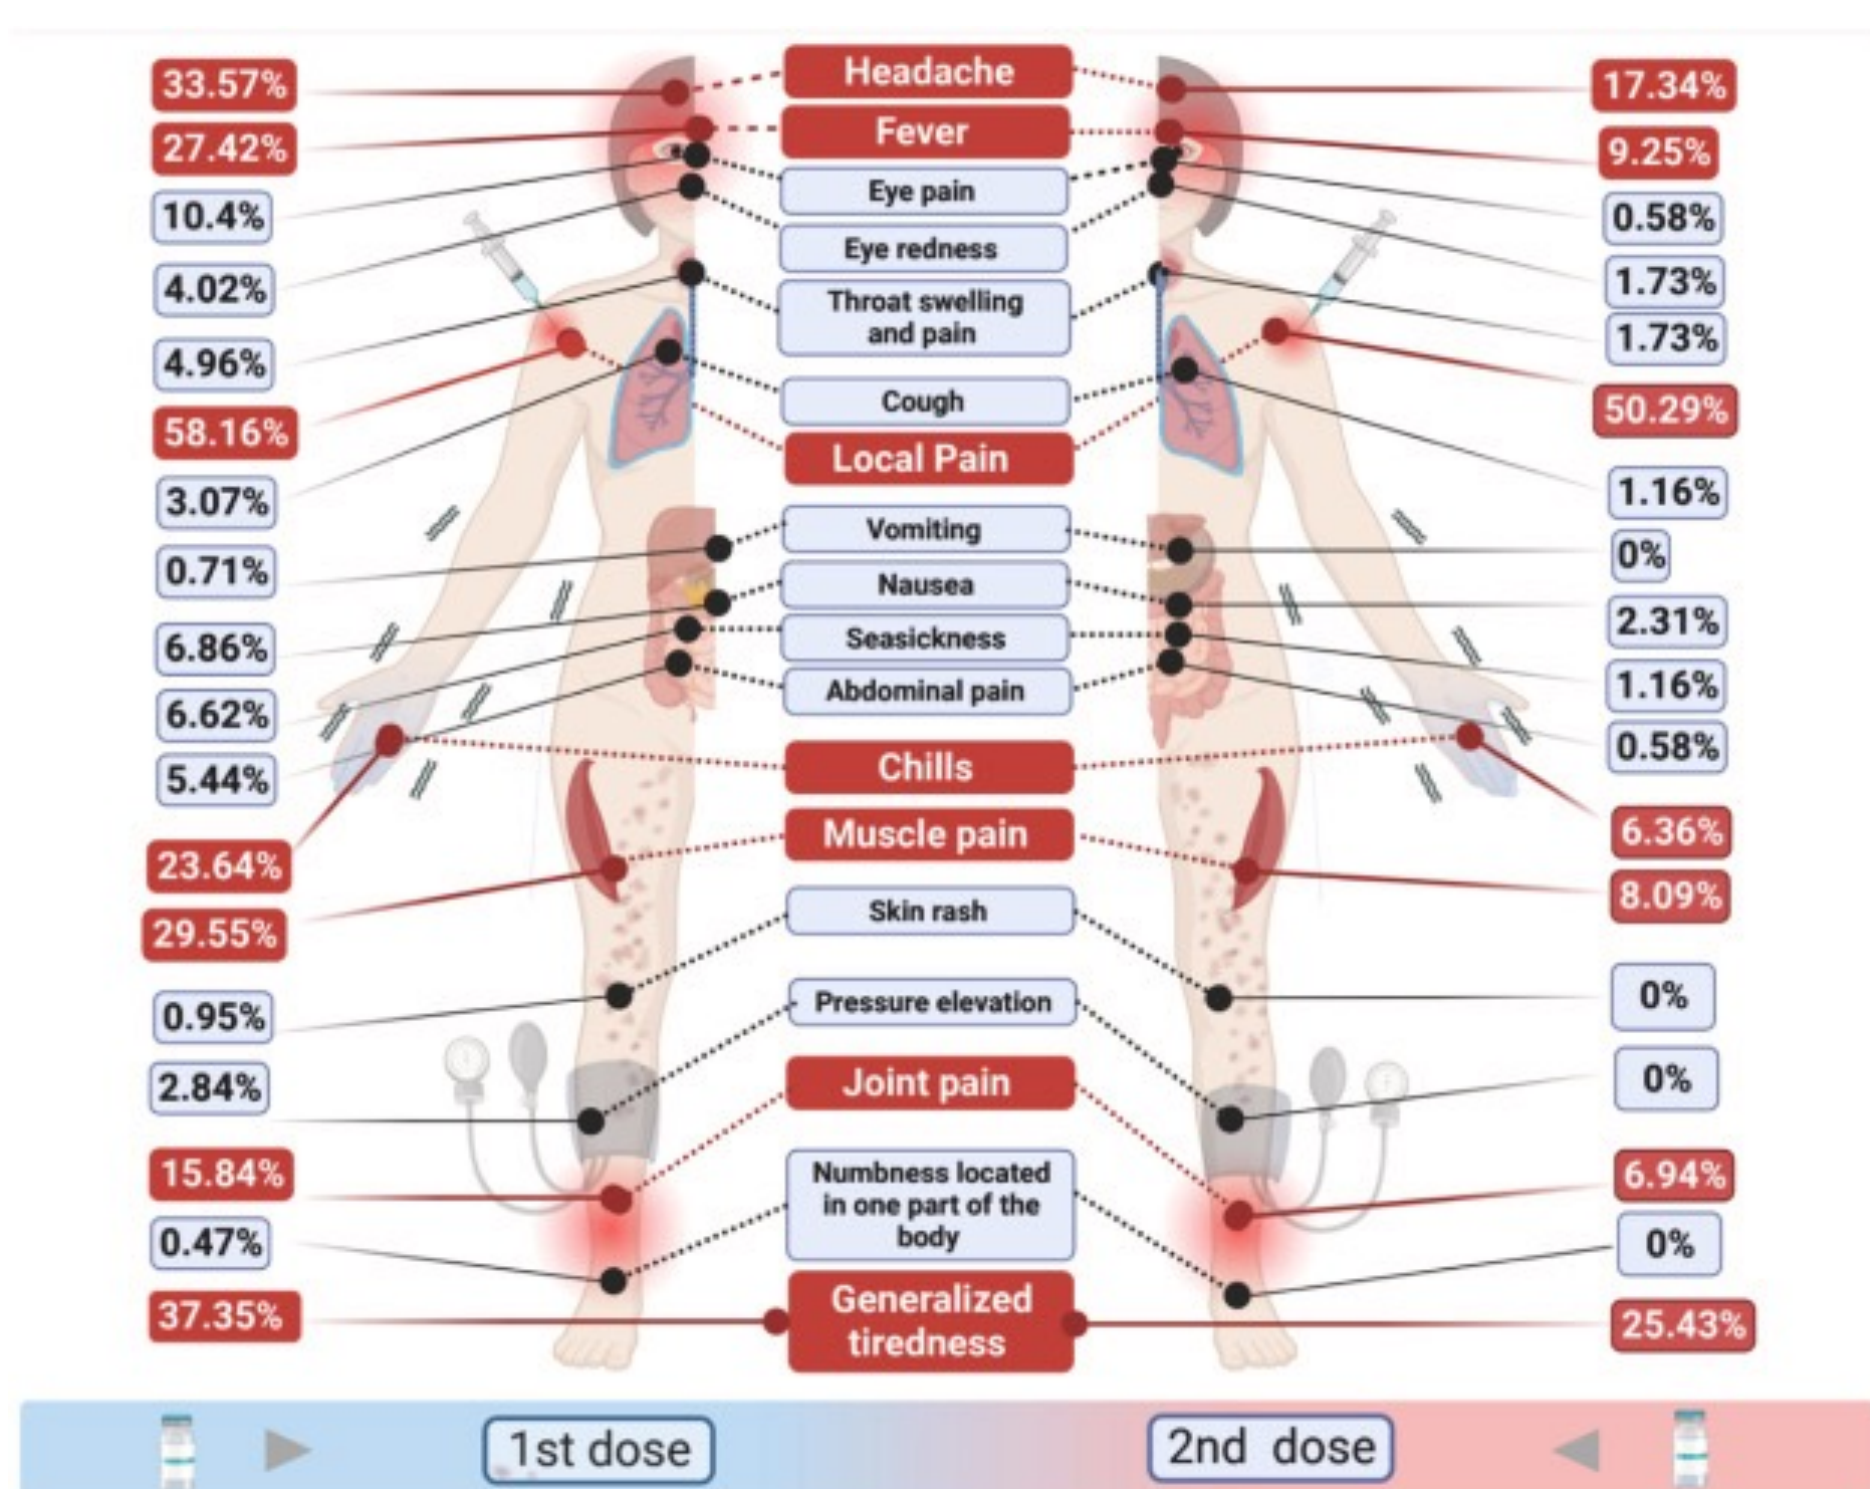 33.57%
Headache
17.34%
27.42%
Fever
9.25%
10.4%
Eye pain
0.58%
4.02%
Eye redness
1.73%
4.96%
Throat swelling
and pain
1.73%
58.16%
Cough
50.29%
3.07%
Local Pain
1.16%
0.71%
Vomiting
0%
6.86%
Nausea
2.31%
6.62%
Seasickness
1.16%
5.44%
Abdominal pain
0.58%
23.64%
Chills
6.36%
29.55%
Muscle pain
8.09%
0.95%
Skin rash
0%
2.84%
Pressure elevation
0%
15.84%
Joint pain
6.94%
0.47%
Numbness located
in one part of the
body
0%
37.35%
Generalized
tiredness
25.43%
1st dose
2nd dose